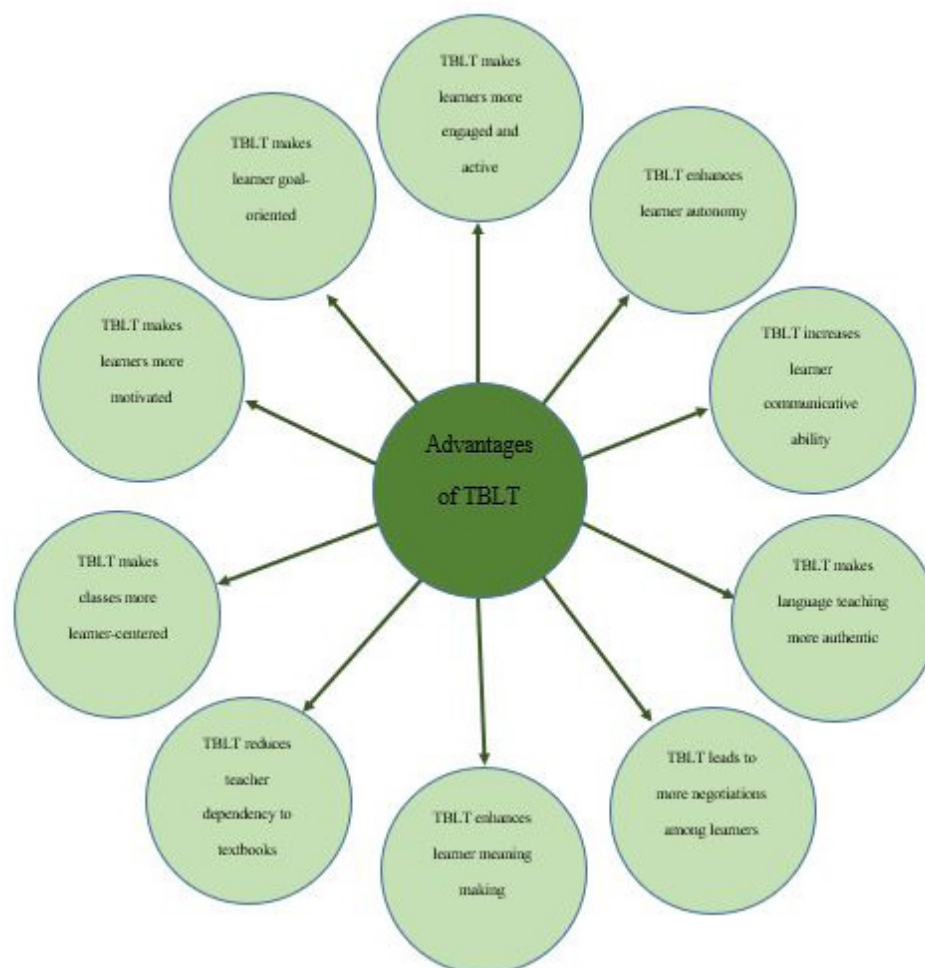 Advantages
of TBLT
TBLT makes
learners more
engaged and
active
TBLT enhances
learner autonomy
TBLT increases
learner
communicative
ability
TBLT makes
language teaching
more authentic
TBLT leads to
more negotiations
among learners
TBLT enhances
learner meaning
making
TBLT reduces
teacher
dependency to
textbooks
TBLT makes
classes more
learner-centered
TBLT makes
learners more
motivated
TBLT makes
learner goal-
oriented